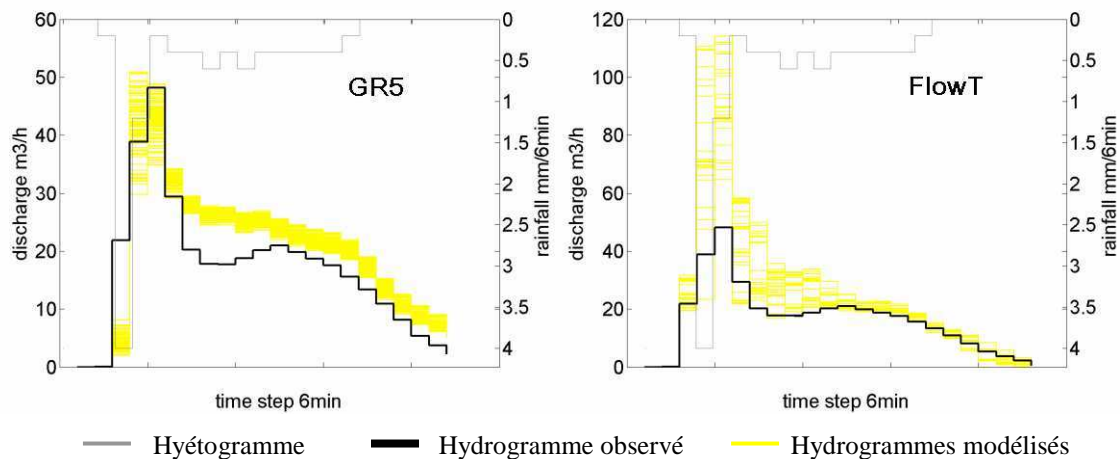 60
50
40
30
20
10
0
discharge m3/h
GR5
0
0.5
1
1.5
2
2.5
3
3.5
4
rainfall mm/6min
time step 6min
120
100
80
60
40
20
0
discharge m3/h
FlowT
0
0.5
1
1.5
2
2.5
3
3.5
4
rainfall mm/6min
time step 6min
Hyétogramme
Hydrogramme observé
Hydrogrammes modélisés